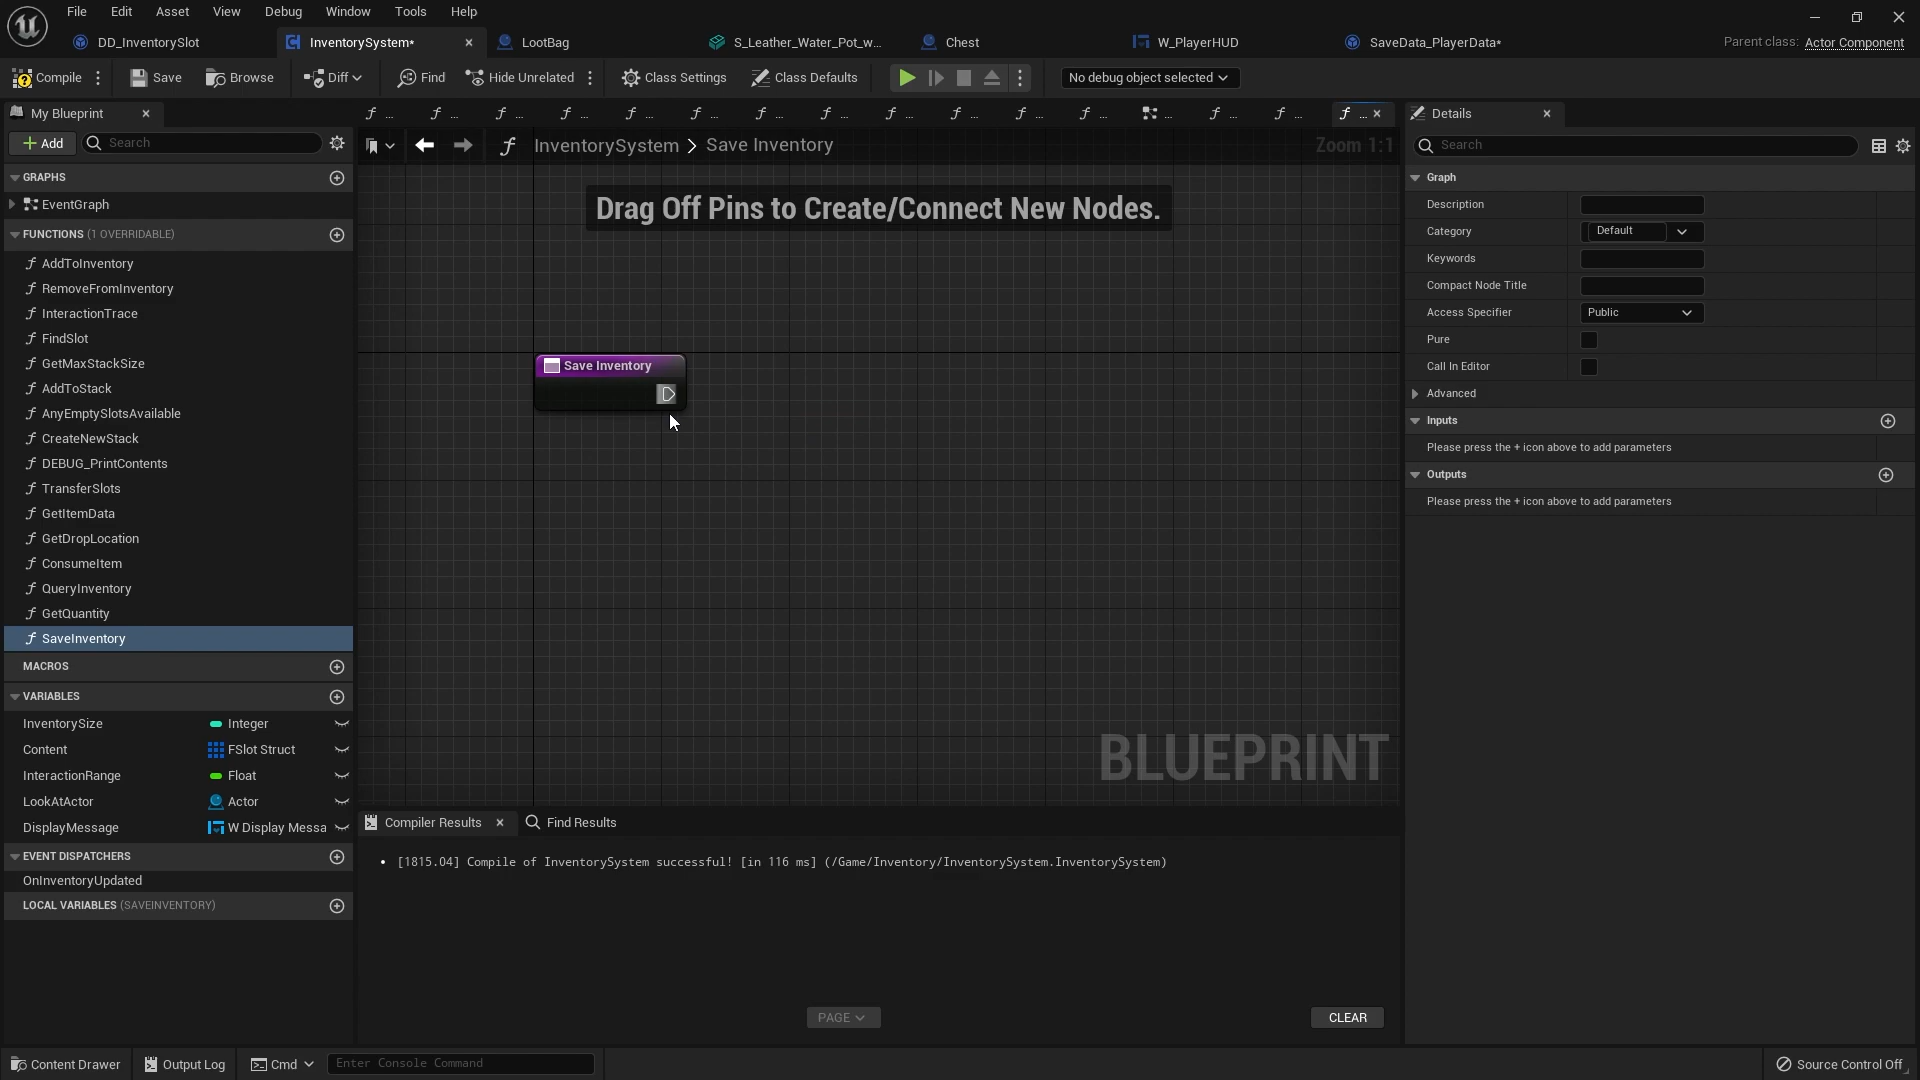 File Edit Asset View Debug Window Tools Help
DD_InventorySlot InventorySystem* LootBag S_Leather_Water_Pot_w... Chest W_PlayerHUD SaveData_PlayerData* Parent class: Actor Component
Compile Save Browse Diff Find Hide Unrelated Class Settings Class Defaults No debug object selected
My Blueprint
Add Search
GRAPHS
EventGraph
FUNCTIONS (1 OVERRIDABLE)
AddToInventory
RemoveFromInventory
InteractionTrace
FindSlot
GetMaxStackSize
AddToStack
AnyEmptySlotsAvailable
CreateNewStack
DEBUG_PrintContents
TransferSlots
GetItemData
GetDropLocation
ConsumeItem
QueryInventory
GetQuantity
SaveInventory
MACROS
VARIABLES
InventorySize Integer
Content FSlot Struct
InteractionRange Float
LookAtActor Actor
DisplayMessage W Display Messa
EVENT DISPATCHERS
OnInventoryUpdated
LOCAL VARIABLES (SAVEINVENTORY)
InventorySystem > Save Inventory Zoom 1:1
Drag Off Pins to Create/Connect New Nodes.
Save Inventory
BLUEPRINT
Compiler Results Find Results
[1815.04] Compile of InventorySystem successful! [in 116 ms] (/Game/Inventory/InventorySystem.InventorySystem)
PAGE CLEAR
Details
Search
Graph
Description
Category Default
Keywords
Compact Node Title
Access Specifier Public
Pure
Call In Editor
Advanced
Inputs
Please press the + icon above to add parameters
Outputs
Please press the + icon above to add parameters
Content Drawer Output Log Cmd Enter Console Command Source Control Off